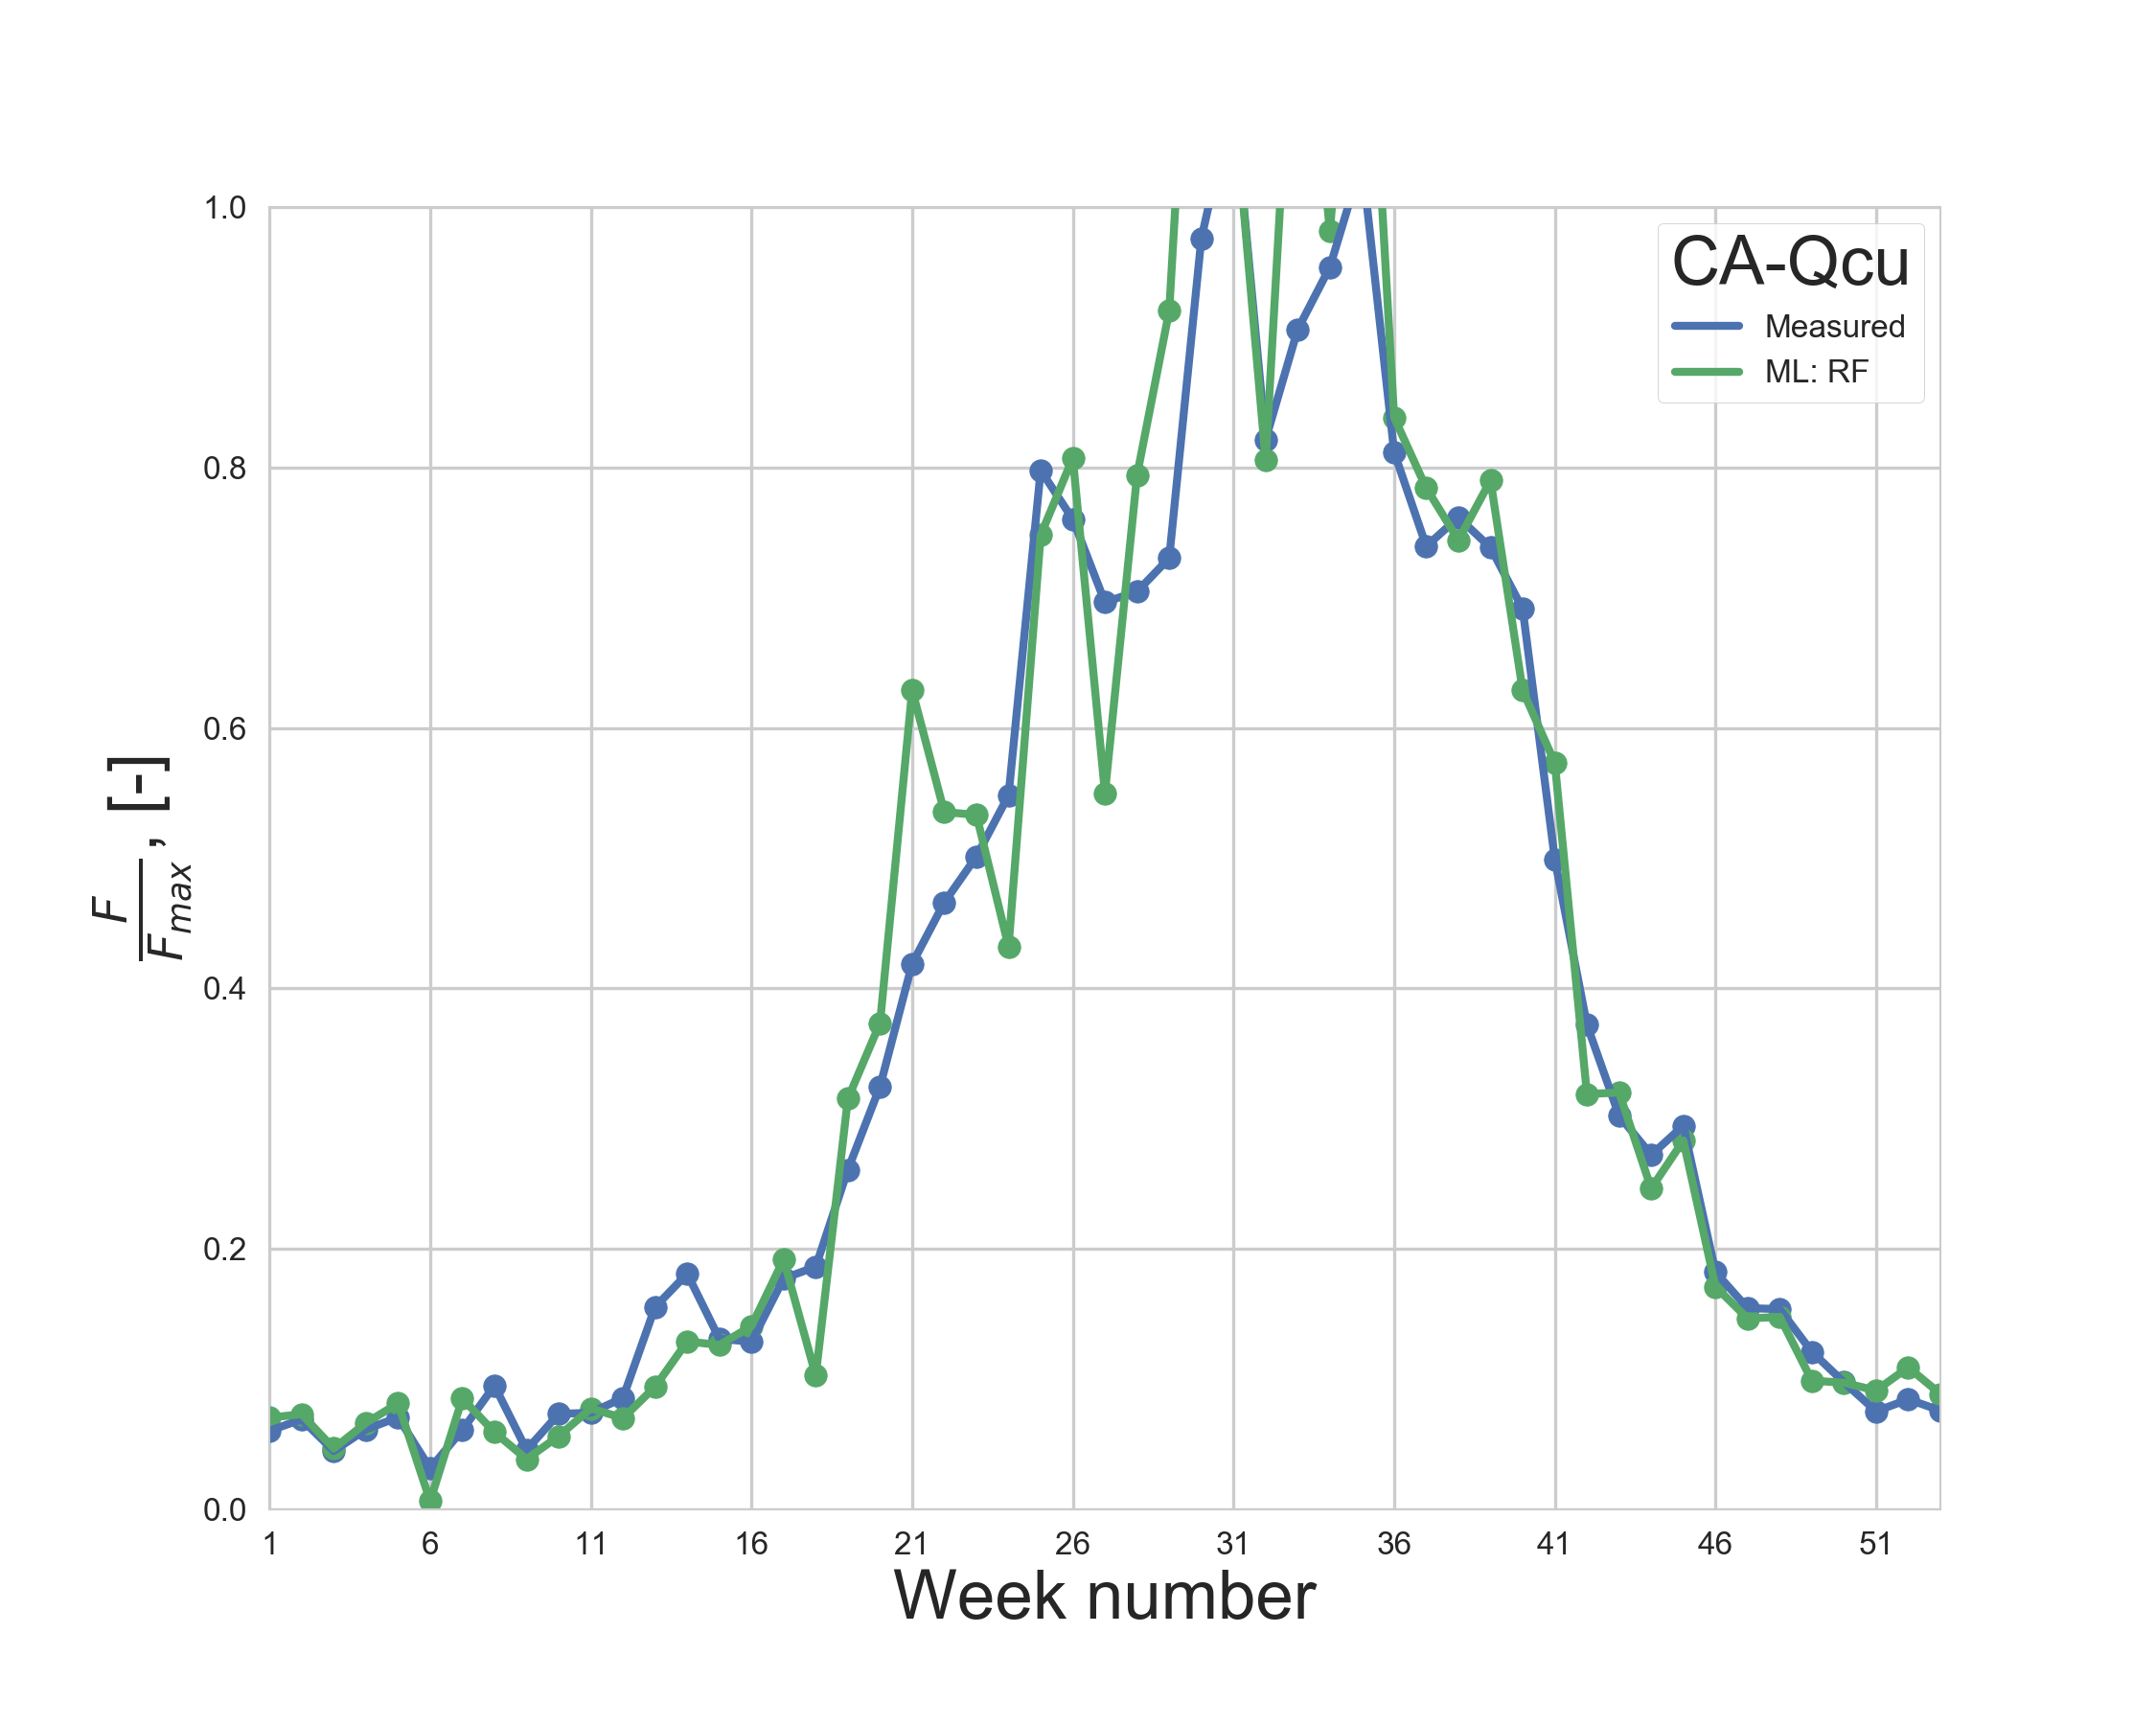 1.0
0.8
0.6
0.4
0.2
0.0
F
Fmax, [-]
CA-Qcu
Measured
ML: RF
1 6 11 16 21 26 31 36 41 46 51
Week number